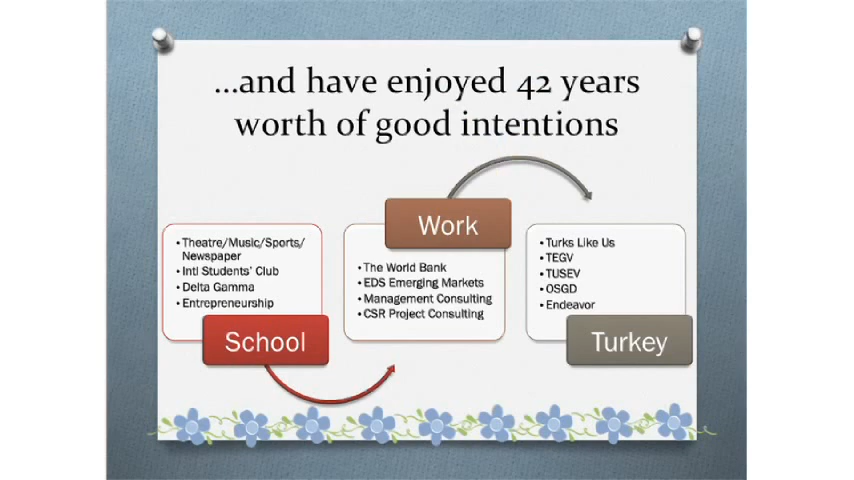 ...and have enjoyed 42 years
worth of good intentions
• Theatre/Music/Sports/
Newspaper
• Intl Students' Club
• Delta Gamma
• Entrepreneurship
School
Work
• The World Bank
• EDS Emerging Markets
• Management Consulting
• CSR Project Consulting
• Turks Like Us
• TEGV
• TUSEV
• OSGD
• Endeavor
Turkey